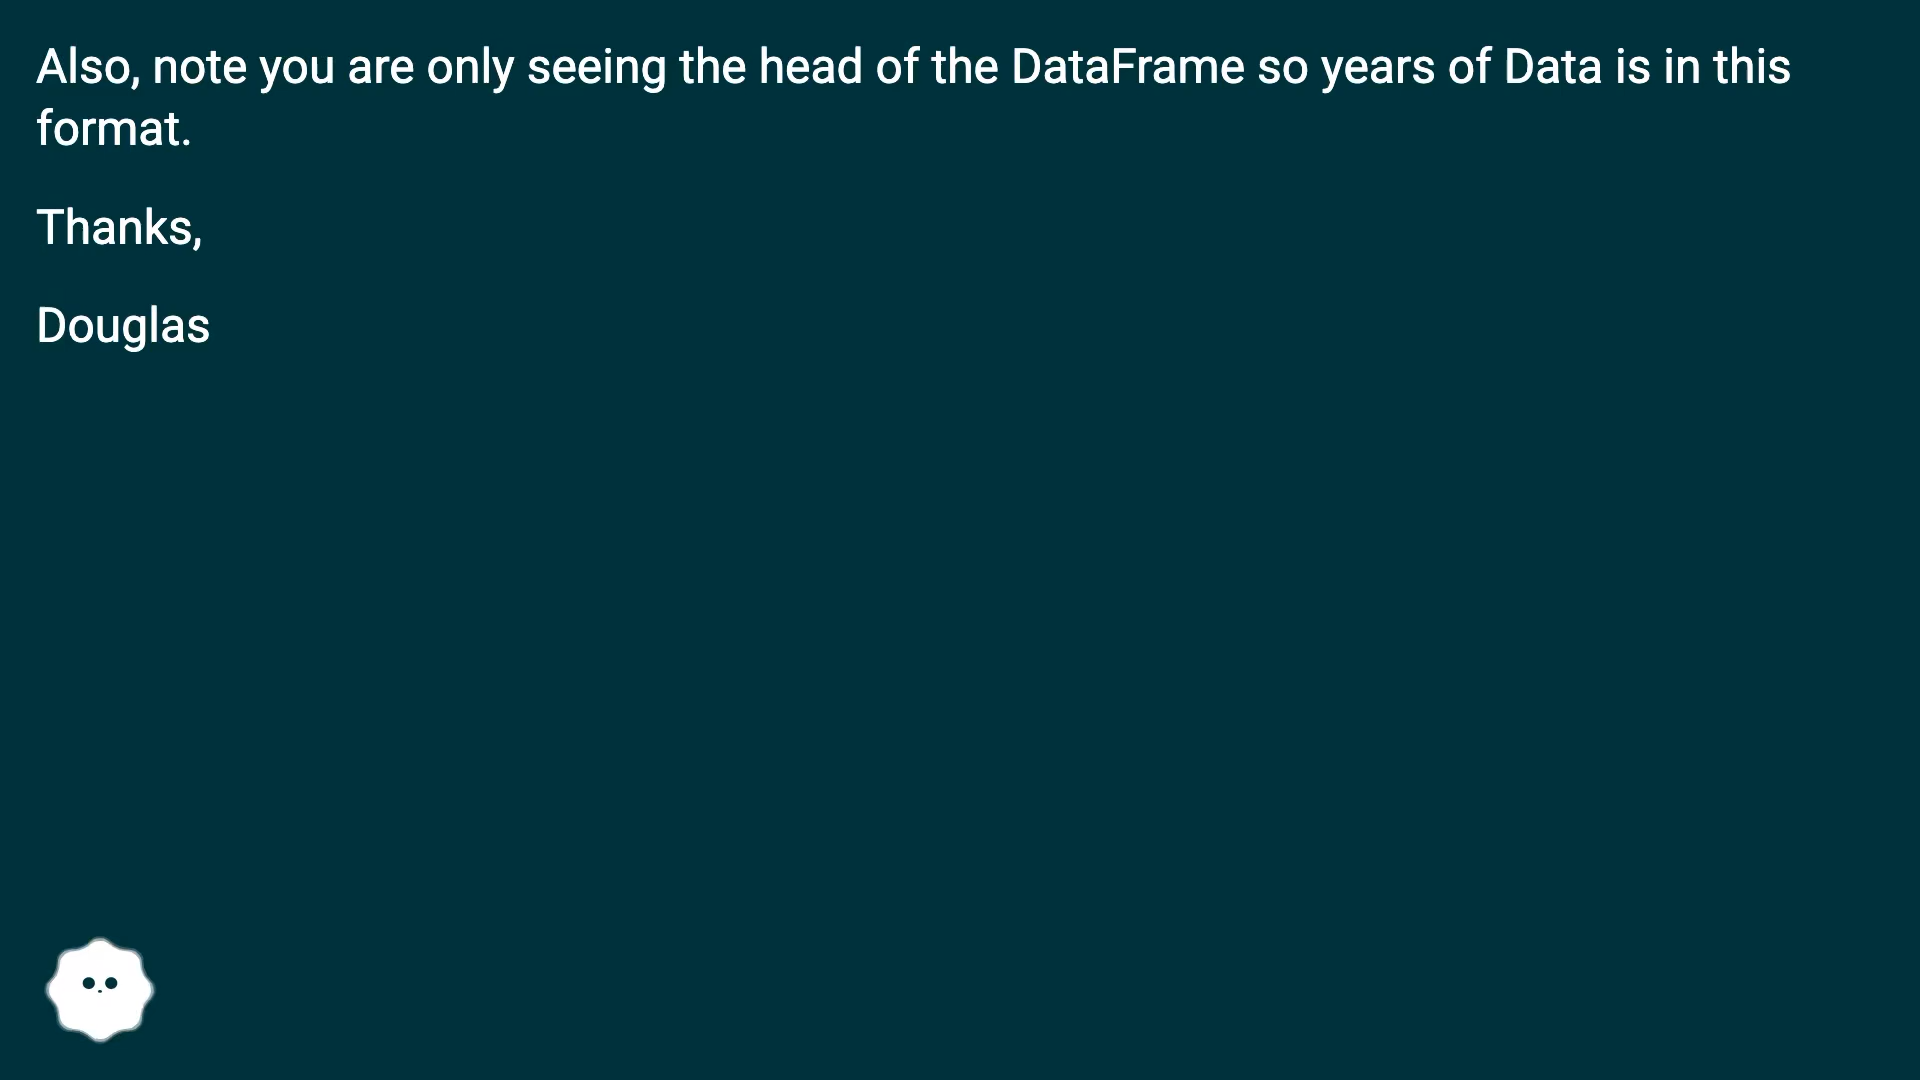 Also, note you are only seeing the head of the DataFrame so years of Data is in this
format.
Thanks,
Douglas